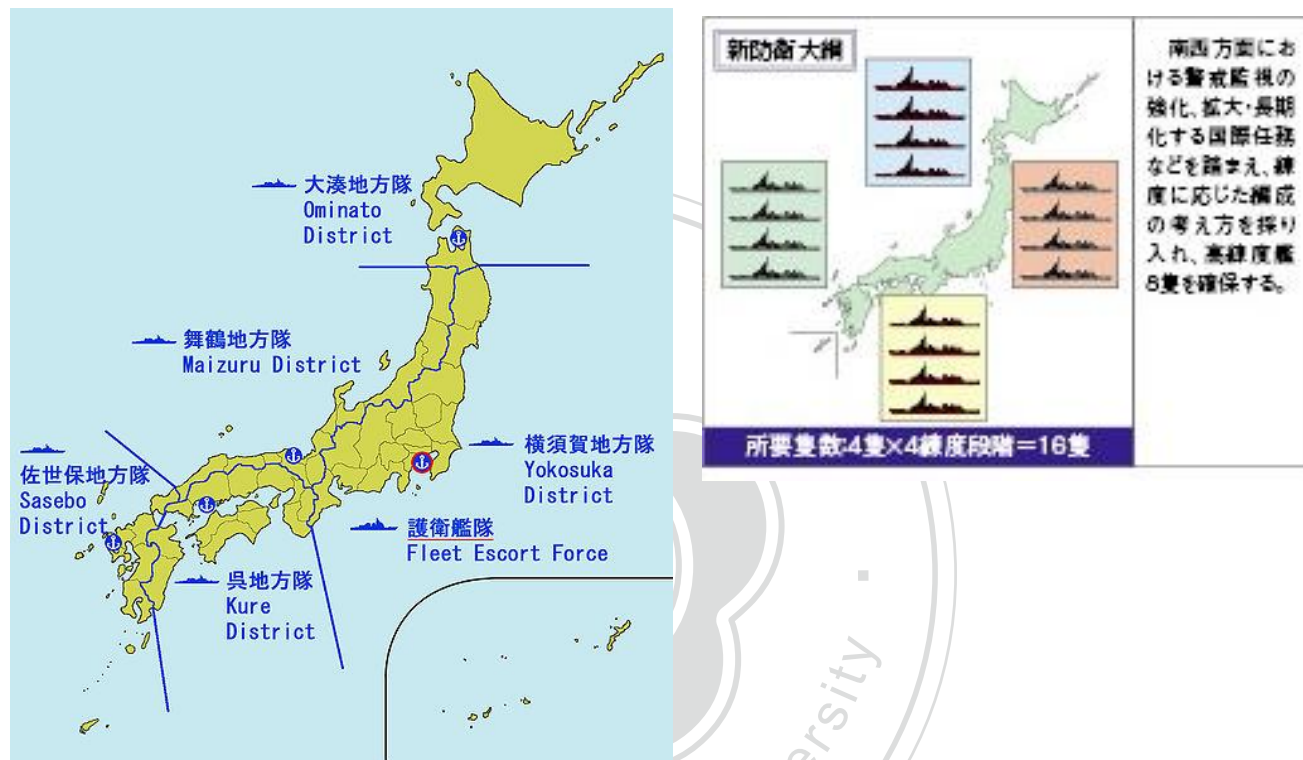 大湊地方隊
Ominato
District
舞鶴地方隊
Maizuru District
佐世保地方隊
Sasebo
District
横須賀地方隊
Yokosuka
District
護衛艦隊
Fleet Escort Force
呉地方隊
Kure
District
新防衛大綱
南西方面にお
ける警戒監視の
強化、拡大・長期
化する国際任務
などを踏まえ、練
度に応じた編成
の考え方を採り
入れ、高練度艦
8隻を確保する。
所要隻数:4隻×4練度段階=16隻
ersity